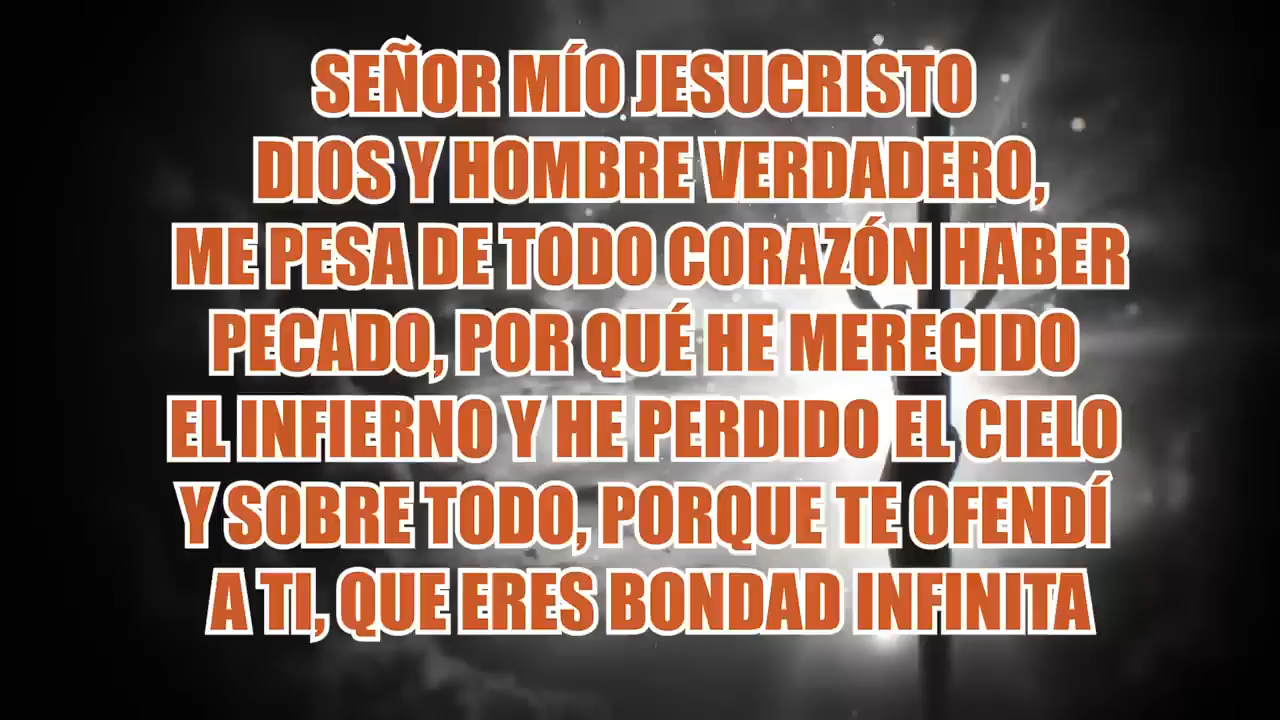 SEÑOR MÍO JESUCRISTO
DIOS Y HOMBRE VERDADERO,
ME PESA DE TODO CORAZÓN HABER
PECADO, POR QUÉ HE MERECIDO
EL INFIERNO Y HE PERDIDO EL CIELO
Y SOBRE TODO, PORQUE TE OFENDÍ
A TI, QUE ERES BONDAD INFINITA